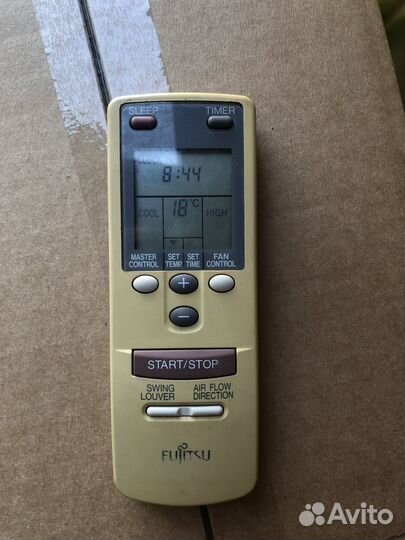 SLEEP TIMER
CLOCK
8:44
COOL 18°C HIGH
MASTER CONTROL SET TEMP. SET TIME FAN CONTROL
+
−
START/STOP
SWING LOUVER AIR FLOW DIRECTION
FUJITSU
Avito